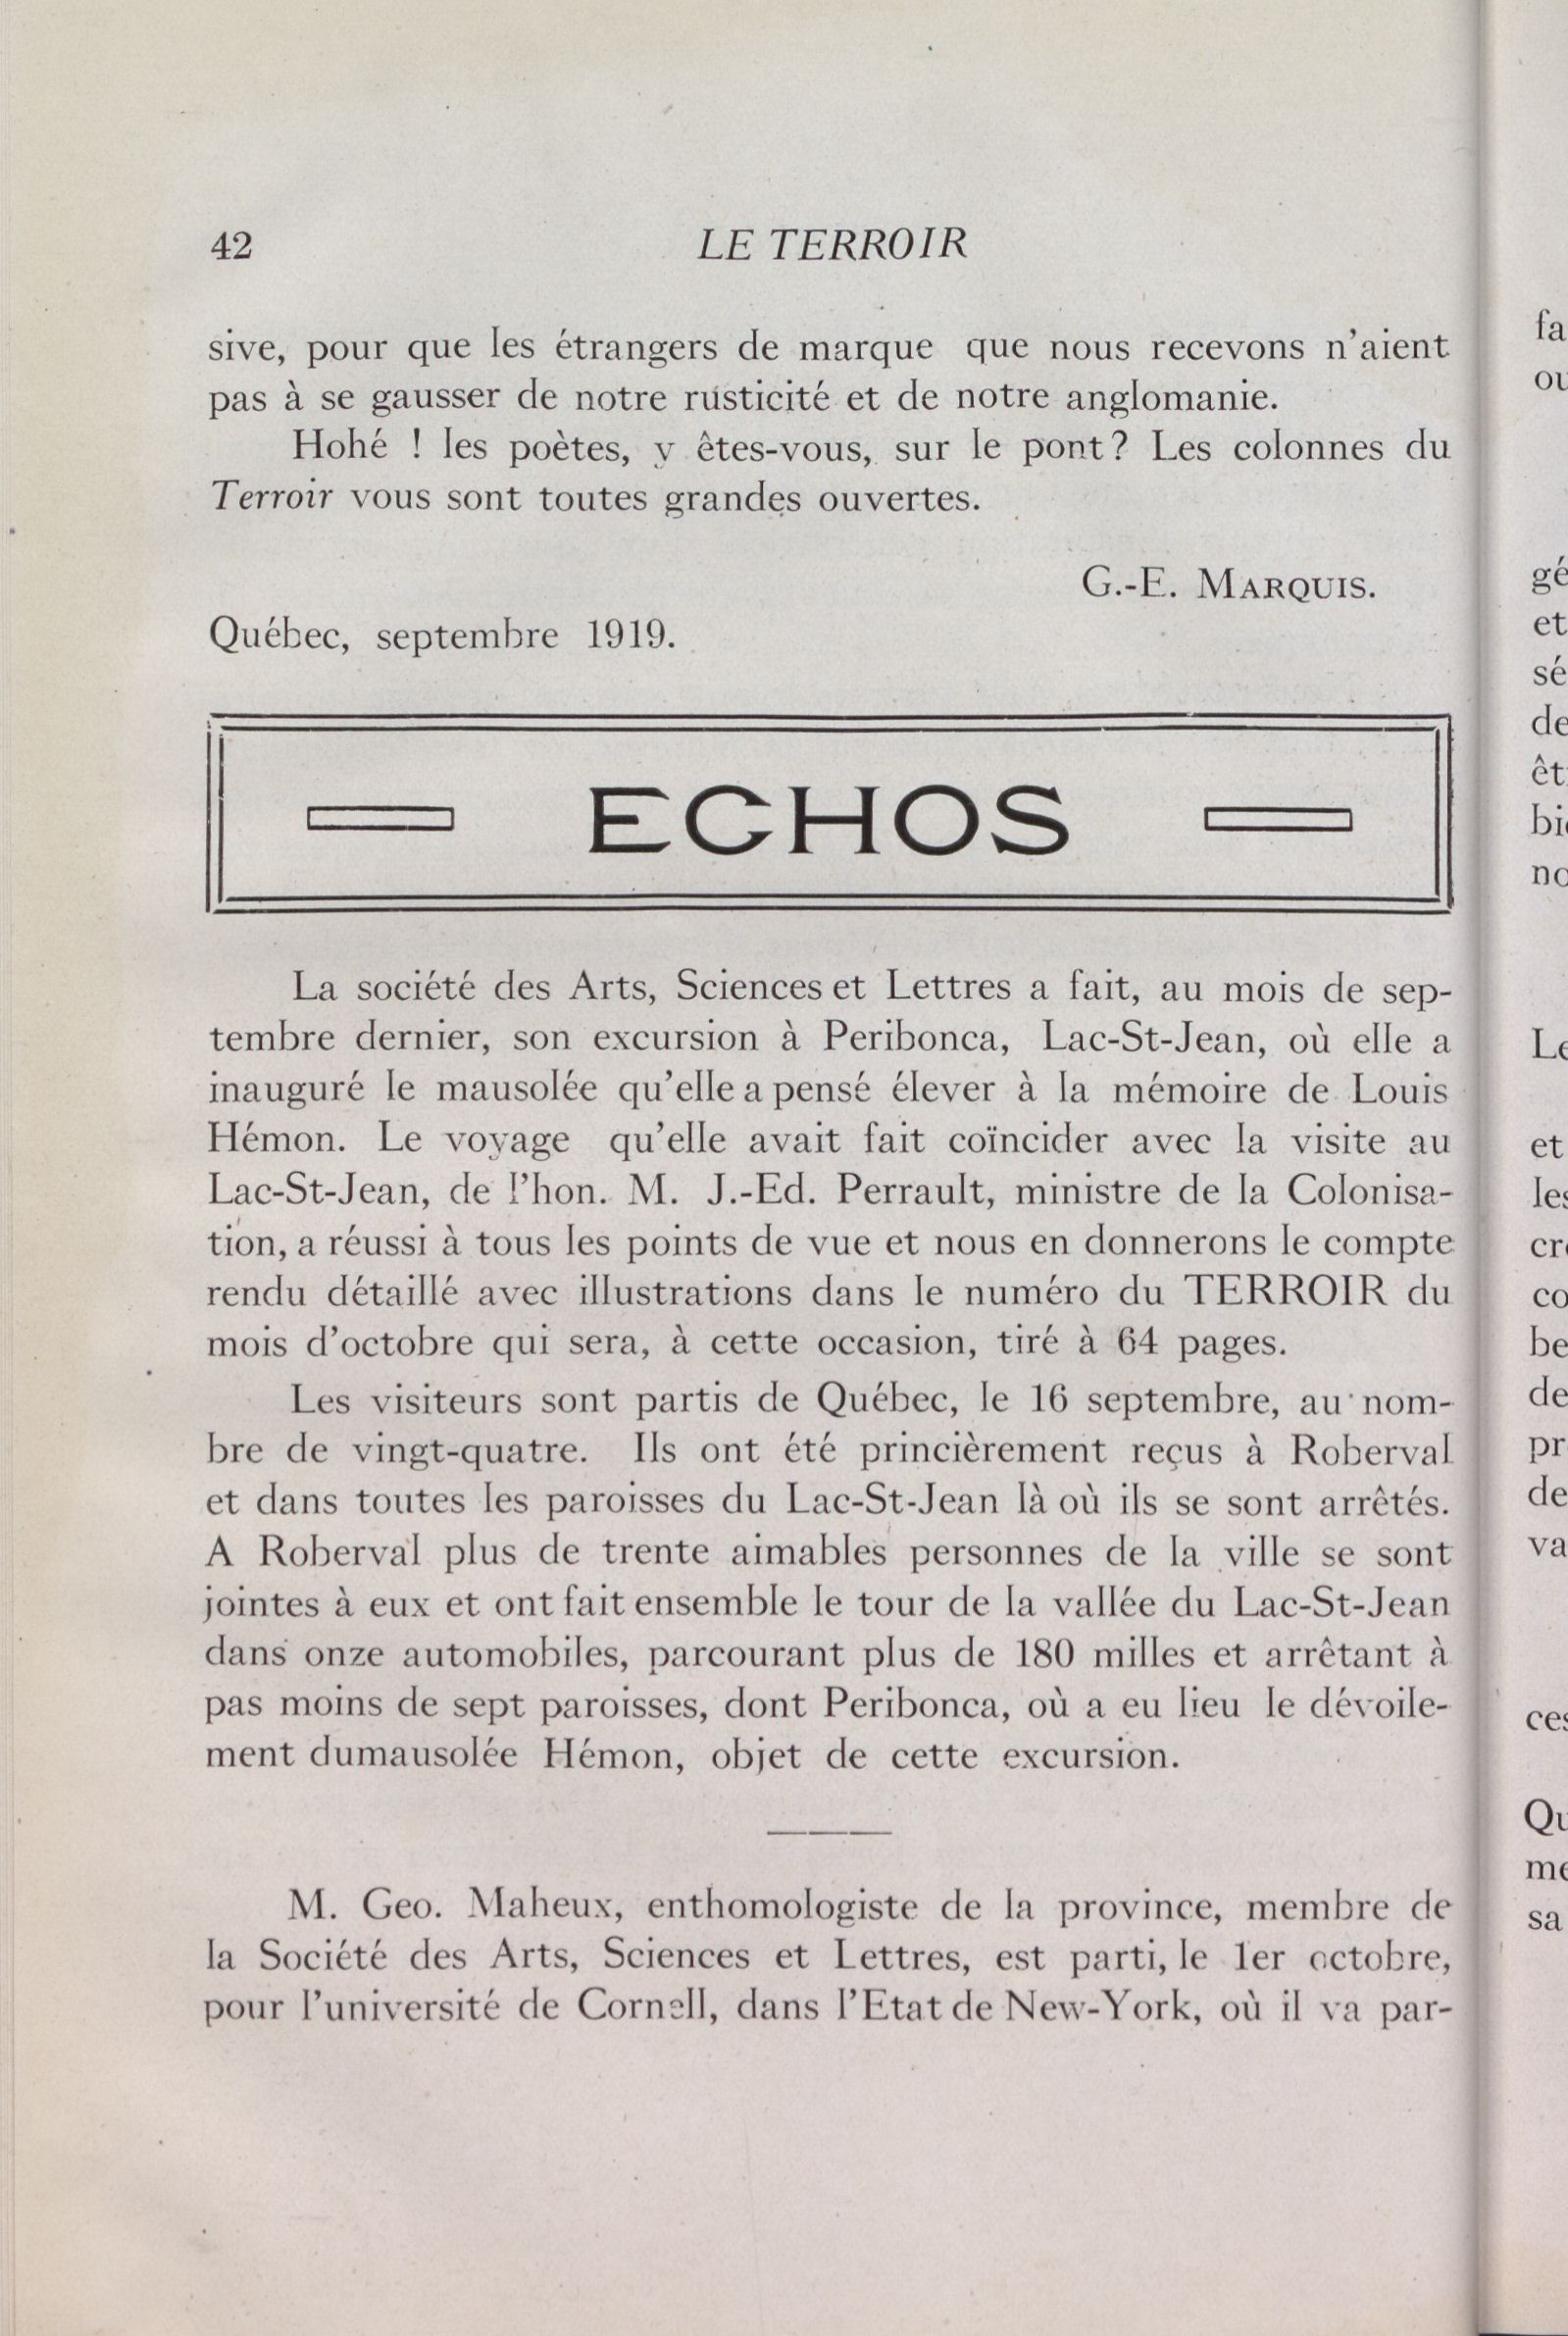 42 LE TERROIR
sive, pour que les étrangers de marque que nous recevons n'aient
pas à se gausser de notre rusticité et de notre anglomanie.
Hohé ! les poètes, y êtes-vous, sur le pont? Les colonnes du
Terroir vous sont toutes grandes ouvertes.
G.-E. MARQUIS.
Québec, septembre 1919.
ECHOS
La société des Arts, Sciences et Lettres a fait, au mois de sep-
tembre dernier, son excursion à Peribonca, Lac-St-Jean, où elle a
inauguré le mausolée qu'elle a pensé élever à la mémoire de Louis
Hémon. Le voyage qu'elle avait fait coïncider avec la visite au
Lac-St-Jean, de l'hon. M. J.-Ed. Perrault, ministre de la Colonisa-
tion, a réussi à tous les points de vue et nous en donnerons le compte
rendu détaillé avec illustrations dans le numéro du TERROIR du
mois d'octobre qui sera, à cette occasion, tiré à 64 pages.
Les visiteurs sont partis de Québec, le 16 septembre, au nom-
bre de vingt-quatre. Ils ont été princièrement reçus à Roberval
et dans toutes les paroisses du Lac-St-Jean là où ils se sont arrêtés.
A Roberval plus de trente aimables personnes de la ville se sont
jointes à eux et ont fait ensemble le tour de la vallée du Lac-St-Jean
dans onze automobiles, parcourant plus de 180 milles et arrêtant à
pas moins de sept paroisses, dont Peribonca, où a eu lieu le dévoile-
ment dumausolée Hémon, objet de cette excursion.
M. Geo. Maheux, enthomologiste de la province, membre de
la Société des Arts, Sciences et Lettres, est parti, le 1er octobre,
pour l'université de Cornell, dans l'Etat de New-York, où il va par-